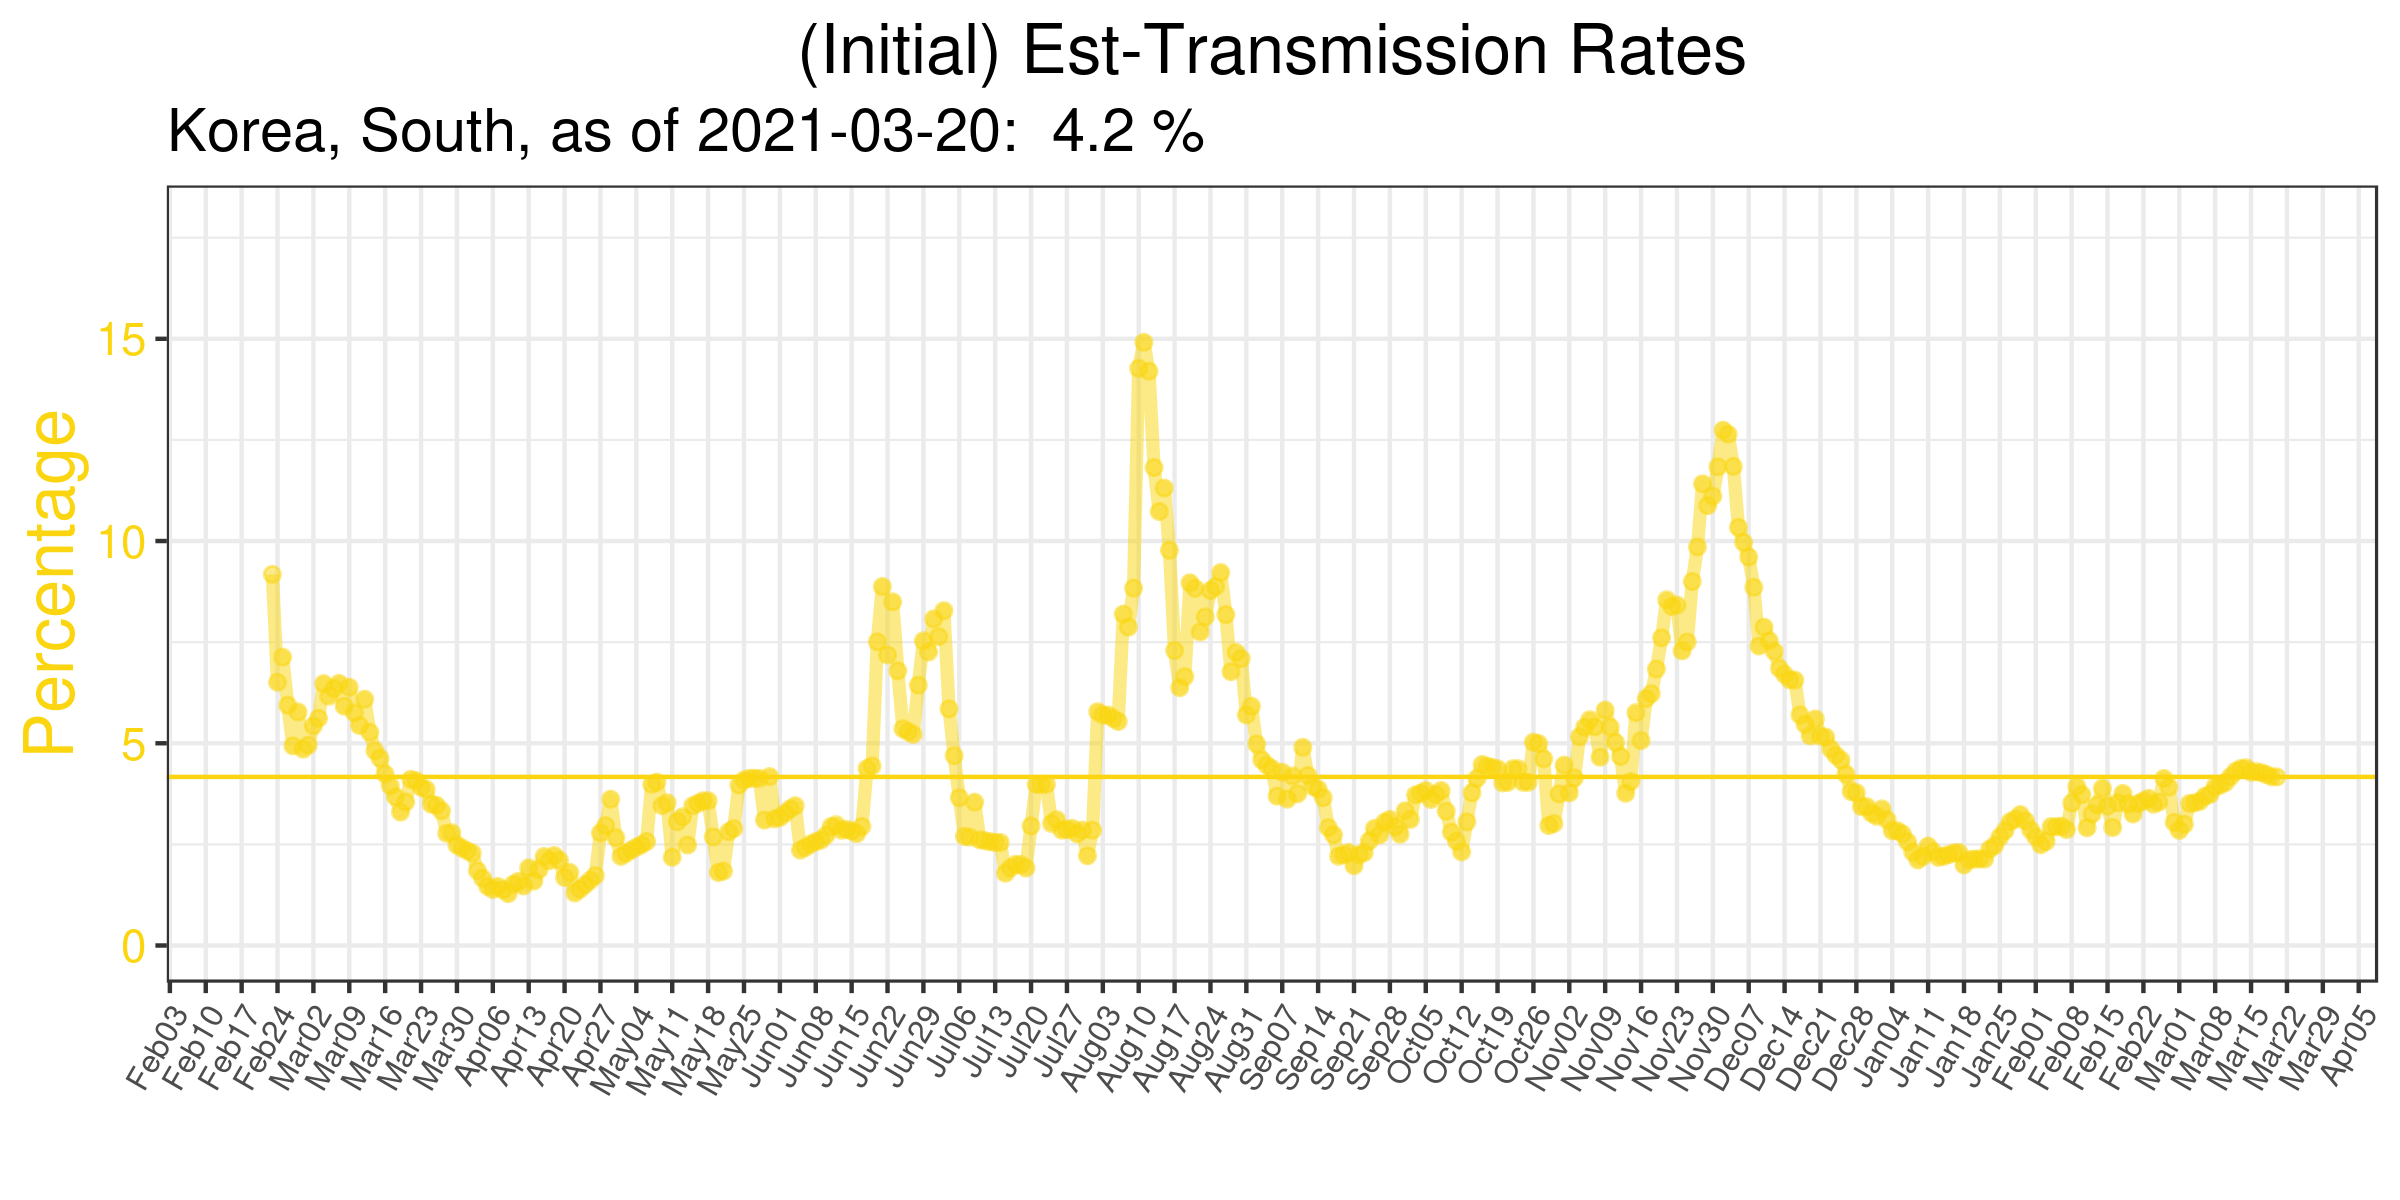 (Initial) Est-Transmission Rates
Korea, South, as of 2021-03-20:  4.2 %
Percentage
15
10
5
0
Feb03
Feb10
Feb17
Feb24
Mar02
Mar09
Mar16
Mar23
Mar30
Apr06
Apr13
Apr20
Apr27
May04
May11
May18
May25
Jun01
Jun08
Jun15
Jun22
Jun29
Jul06
Jul13
Jul20
Jul27
Aug03
Aug10
Aug17
Aug24
Aug31
Sep07
Sep14
Sep21
Sep28
Oct05
Oct12
Oct19
Oct26
Nov02
Nov09
Nov16
Nov23
Nov30
Dec07
Dec14
Dec21
Dec28
Jan04
Jan11
Jan18
Jan25
Feb01
Feb08
Feb15
Feb22
Mar01
Mar08
Mar15
Mar22
Mar29
Apr05